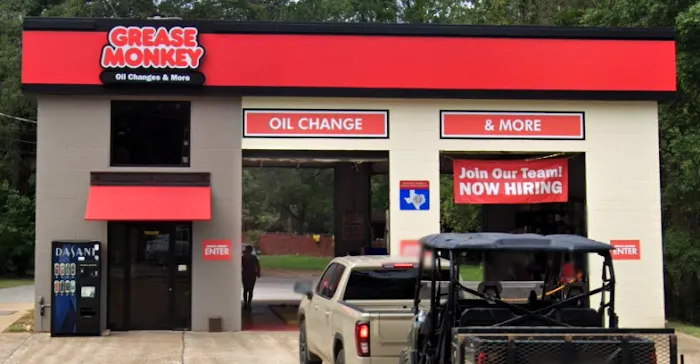 GREASE
MONKEY
Oil Changes & More
OIL CHANGE
& MORE
Join Our Team!
NOW HIRING
DASANI
ENTER
ENTER